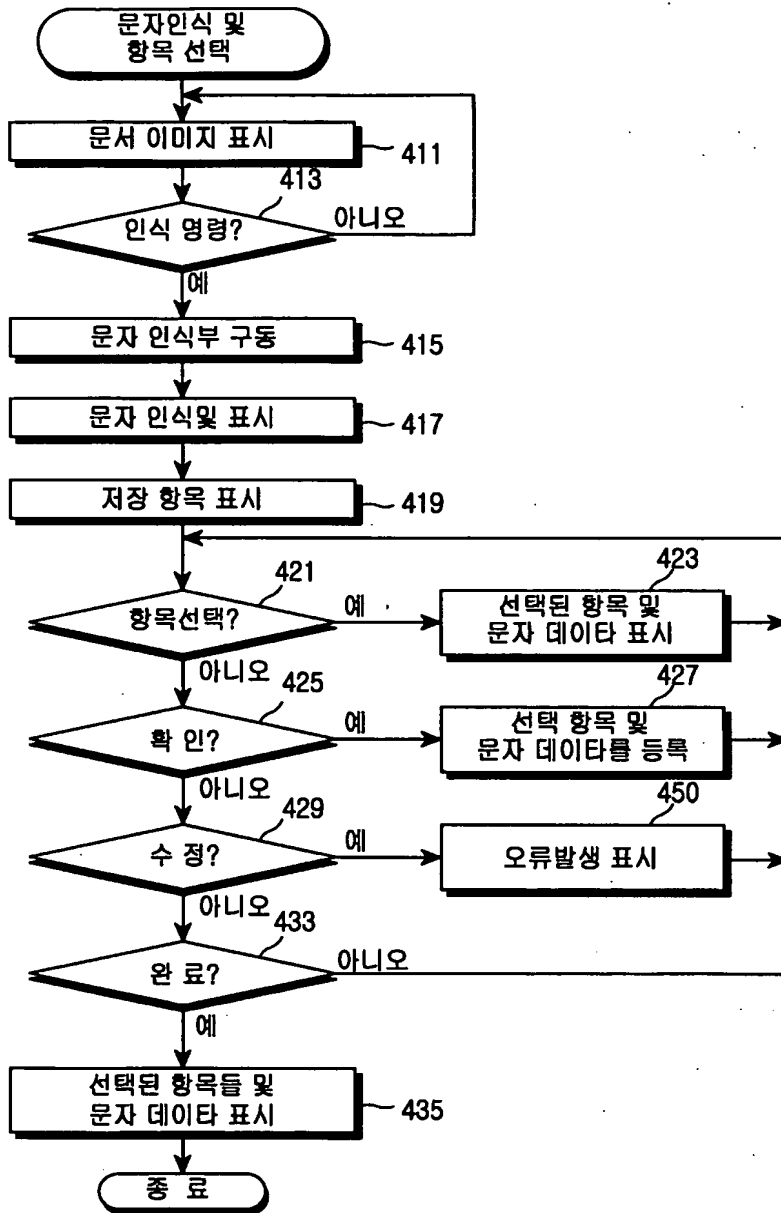 문자인식 및
항목 선택
문서 이미지 표시
411
413
인식 명령?
아니오
예
문자 인식부 구동
415
문자 인식및 표시
417
저장 항목 표시
419
421
항목선택?
예
423
선택된 항목 및
문자 데이타 표시
아니오
425
확 인?
예
427
선택 항목 및
문자 데이타를 등록
아니오
429
수 정?
예
450
오류발생 표시
아니오
433
완 료?
아니오
예
선택된 항목들 및
문자 데이타 표시
435
종 료